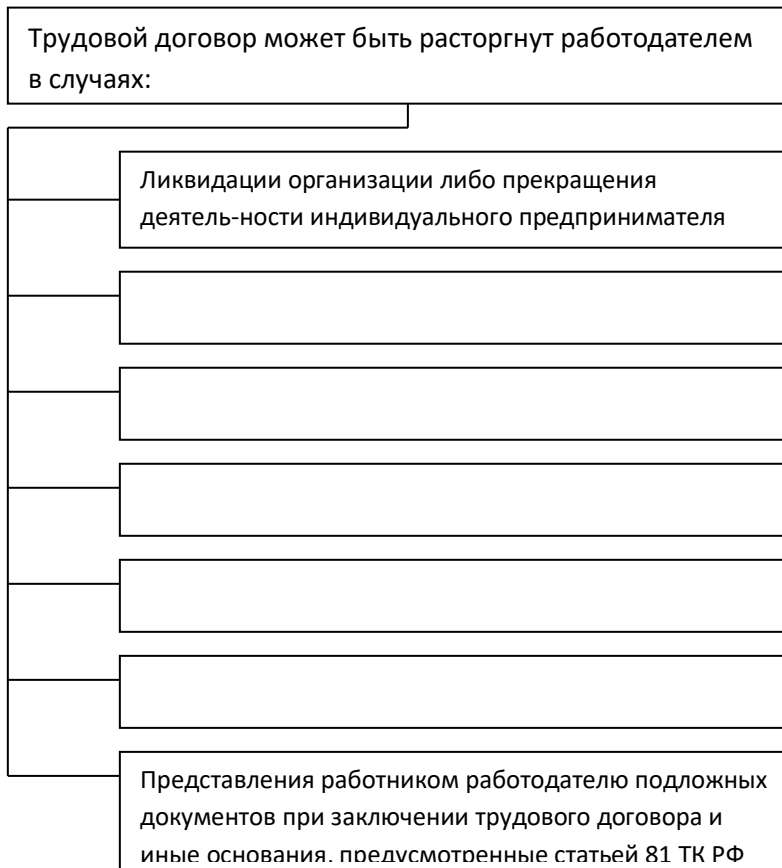 Трудовой договор может быть расторгнут работодателем
в случаях:
Ликвидации организации либо прекращения
деятель-ности индивидуального предпринимателя
Представления работником работодателю подложных
документов при заключении трудового договора и
иные основания, предусмотренные статьей 81 ТК РФ